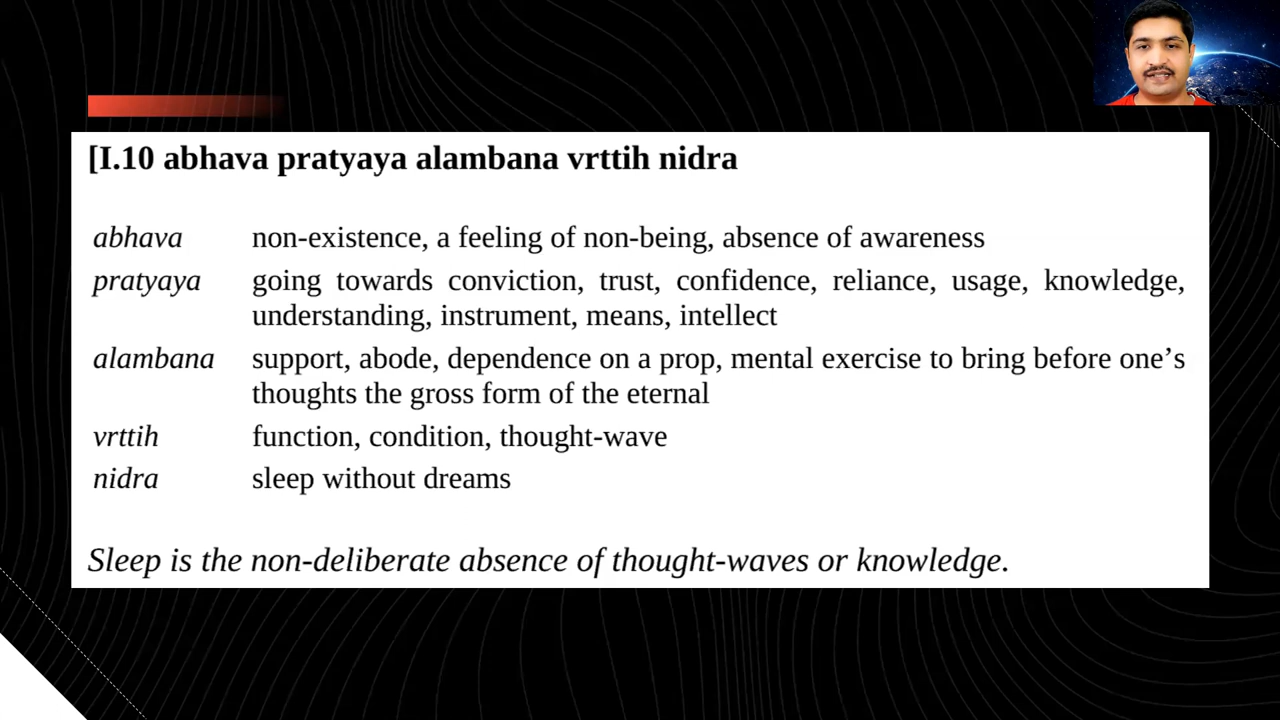 [I.10 abhava pratyaya alambana vrttih nidra
abhava non-existence, a feeling of non-being, absence of awareness
pratyaya going towards conviction, trust, confidence, reliance, usage, knowledge,
understanding, instrument, means, intellect
alambana support, abode, dependence on a prop, mental exercise to bring before one’s
thoughts the gross form of the eternal
vrttih function, condition, thought-wave
nidra sleep without dreams
Sleep is the non-deliberate absence of thought-waves or knowledge.